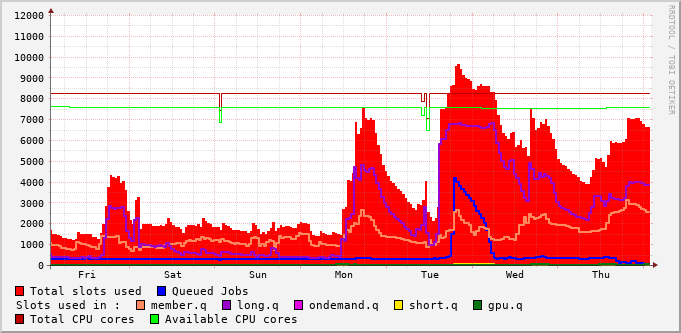 RRDTOOL / TOBI OETIKER
12000
11000
10000
9000
8000
7000
6000
5000
4000
3000
2000
1000
0
Fri Sat Sun Mon Tue Wed Thu
Total slots used Queued Jobs
Slots used in : member.q long.q ondemand.q short.q gpu.q
Total CPU cores Available CPU cores